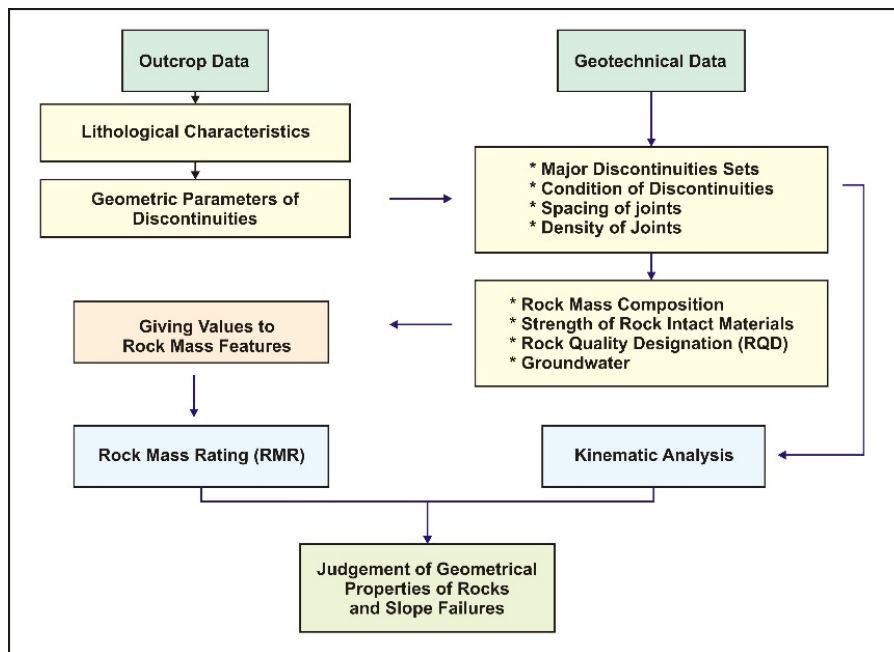 Outcrop Data
Geotechnical Data
Lithological Characteristics
Geometric Parameters of
Discontinuities
* Major Discontinuities Sets
* Condition of Discontinuities
* Spacing of joints
* Density of Joints
Giving Values to
Rock Mass Features
* Rock Mass Composition
* Strength of Rock Intact Materials
* Rock Quality Designation (RQD)
* Groundwater
Rock Mass Rating (RMR)
Kinematic Analysis
Judgement of Geometrical
Properties of Rocks
and Slope Failures